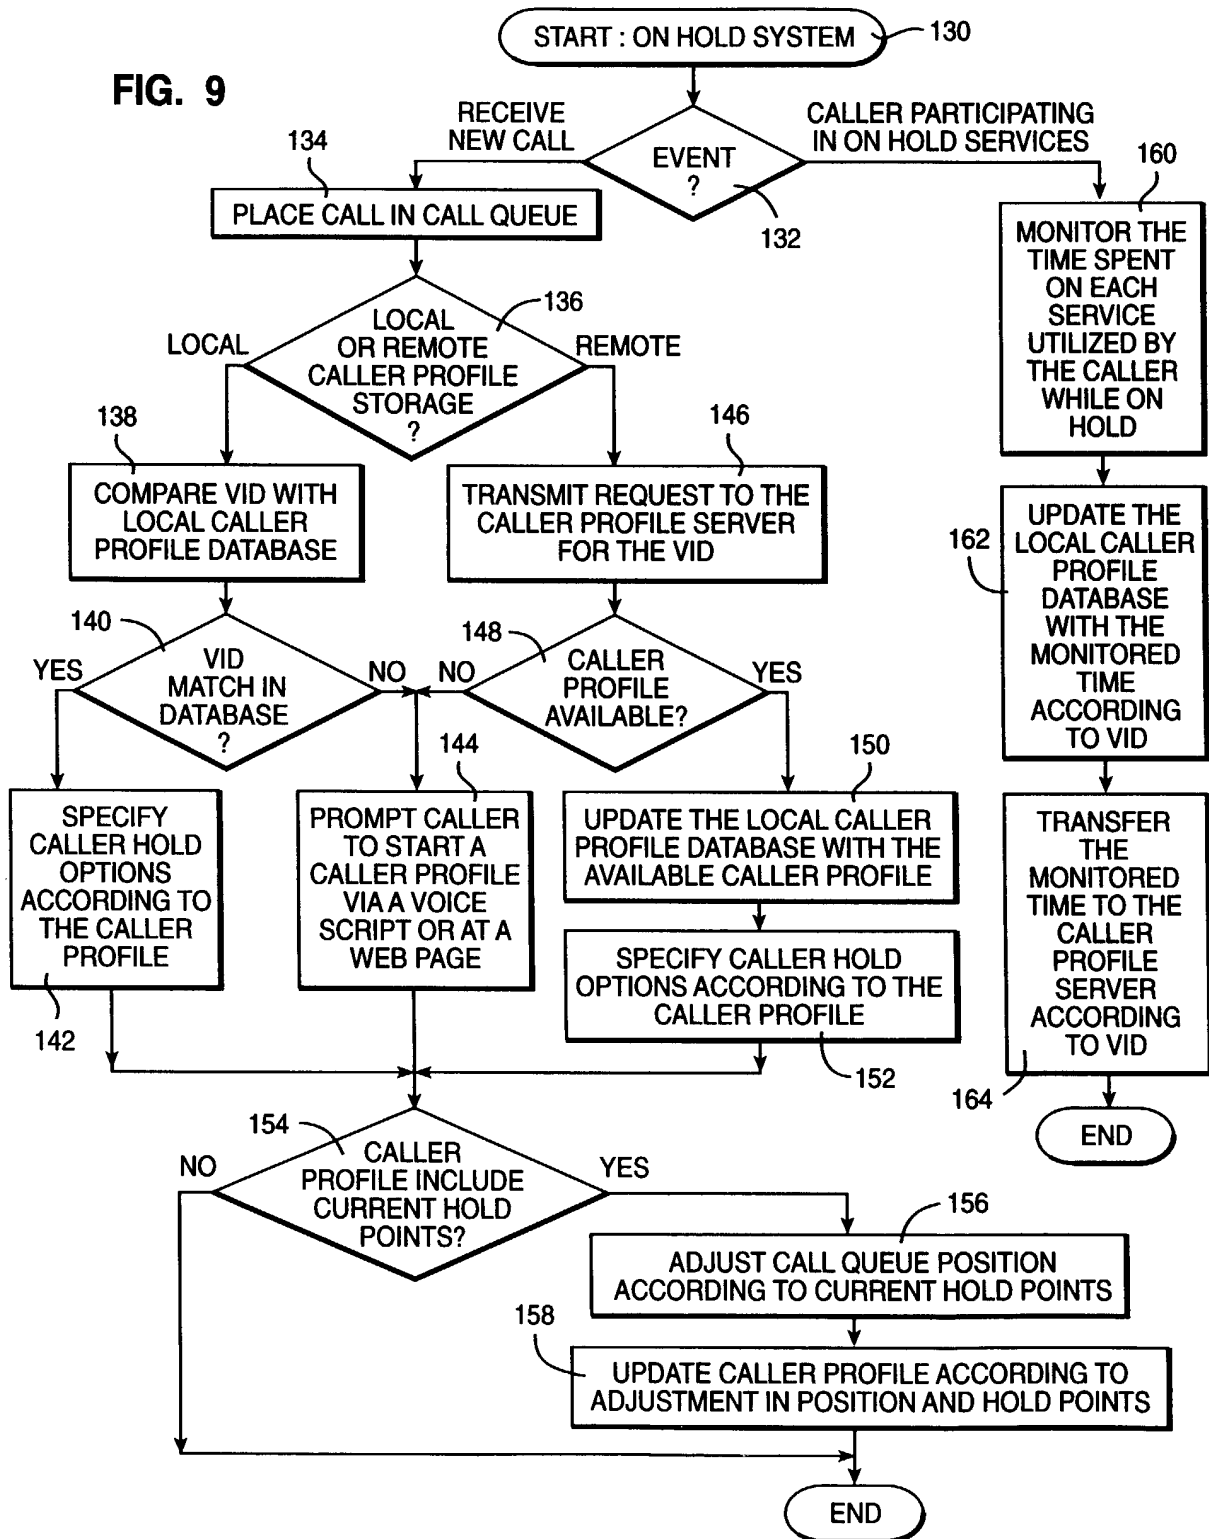 FIG. 9
START : ON HOLD SYSTEM
130
RECEIVE
NEW CALL
EVENT
?
132
CALLER PARTICIPATING
IN ON HOLD SERVICES
134
PLACE CALL IN CALL QUEUE
136
LOCAL
OR REMOTE
CALLER PROFILE
STORAGE
?
LOCAL
REMOTE
138
COMPARE VID WITH
LOCAL CALLER
PROFILE DATABASE
146
TRANSMIT REQUEST TO THE
CALLER PROFILE SERVER
FOR THE VID
140
VID
MATCH IN
DATABASE
?
YES
NO
148
CALLER
PROFILE
AVAILABLE?
NO
YES
SPECIFY
CALLER HOLD
OPTIONS
ACCORDING TO
THE CALLER
PROFILE
142
144
PROMPT CALLER
TO START A
CALLER PROFILE
VIA A VOICE
SCRIPT OR AT A
WEB PAGE
150
UPDATE THE LOCAL CALLER
PROFILE DATABASE WITH THE
AVAILABLE CALLER PROFILE
SPECIFY CALLER HOLD
OPTIONS ACCORDING TO THE
CALLER PROFILE
152
154
CALLER
PROFILE INCLUDE
CURRENT HOLD
POINTS?
NO
YES
156
ADJUST CALL QUEUE POSITION
ACCORDING TO CURRENT HOLD POINTS
158
UPDATE CALLER PROFILE ACCORDING TO
ADJUSTMENT IN POSITION AND HOLD POINTS
END
160
MONITOR THE
TIME SPENT
ON EACH
SERVICE
UTILIZED BY
THE CALLER
WHILE ON
HOLD
162
UPDATE THE
LOCAL CALLER
PROFILE
DATABASE
WITH THE
MONITORED
TIME
ACCORDING
TO VID
TRANSFER
THE
MONITORED
TIME TO THE
CALLER
PROFILE
SERVER
ACCORDING
TO VID
164
END